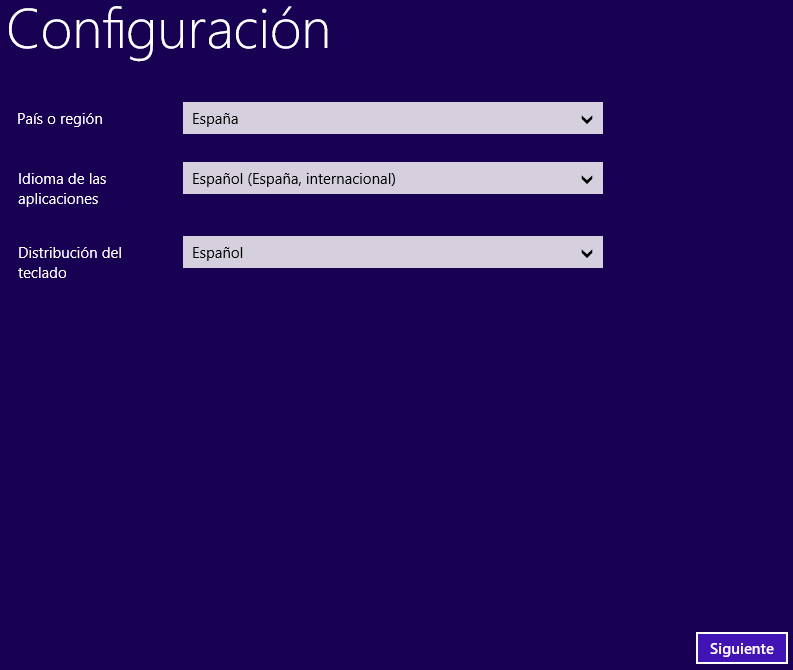 Configuración
País o región
España
Idioma de las
aplicaciones
Español (España, internacional)
Distribución del
teclado
Español
Siguiente